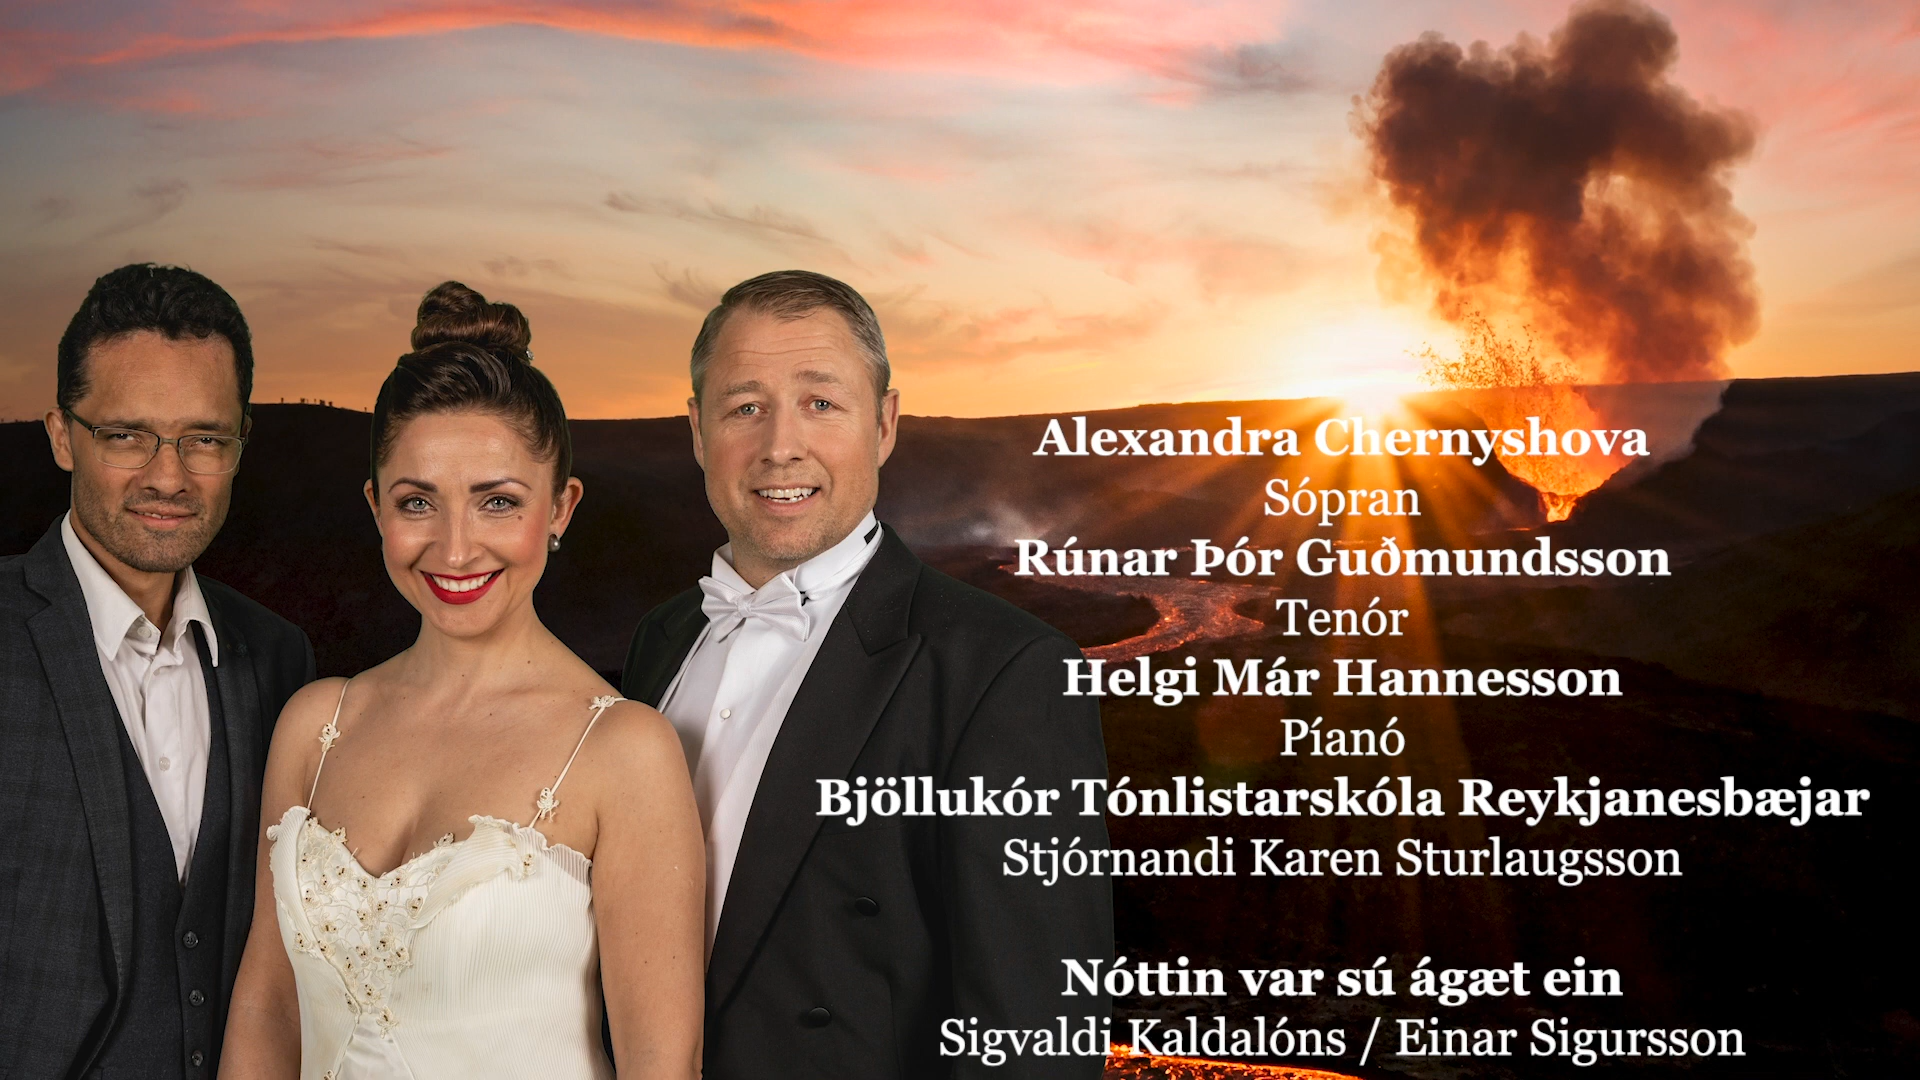 Alexandra Chernyshova
Sópran
Rúnar Þór Guðmundsson
Tenór
Helgi Már Hannesson
Píanó
Bjöllukór Tónlistarskóla Reykjanesbæjar
Stjórnandi Karen Sturlaugsson
Nóttin var sú ágæt ein
Sigvaldi Kaldalóns / Einar Sigursson